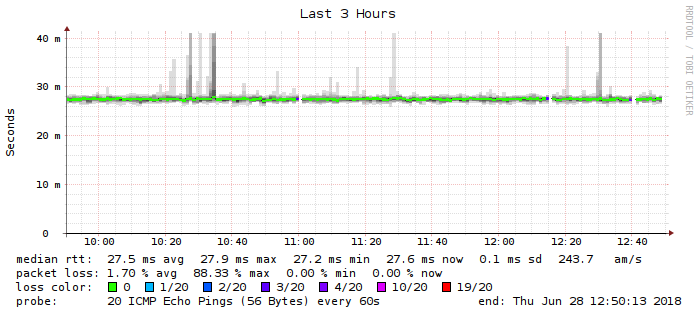 Last 3 Hours
RRDTOOL / TOBI OETIKER
Seconds
40 m
30 m
20 m
10 m
0
10:00 10:20 10:40 11:00 11:20 11:40 12:00 12:20 12:40
median rtt: 27.5 ms avg 27.9 ms max 27.2 ms min 27.6 ms now 0.1 ms sd 243.7 am/s
packet loss: 1.70 % avg 88.33 % max 0.00 % min 0.00 % now
loss color: 0 1/20 2/20 3/20 4/20 10/20 19/20
probe: 20 ICMP Echo Pings (56 Bytes) every 60s end: Thu Jun 28 12:50:13 2018